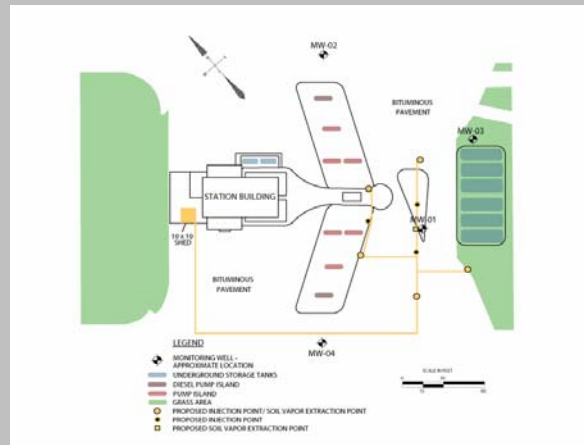 MW-02
BITUMINOUS
PAVEMENT
MW-03
STATION BUILDING
MW-01
SHED
BITUMINOUS
PAVEMENT
MW-04
LEGEND
MONITORING WELL -
APPROXIMATE LOCATION
UNDERGROUND STORAGE TANKS
DIESEL PUMP ISLAND
PUMP ISLAND
GRASS AREA
PROPOSED INJECTION POINT/ SOIL VAPOR EXTRACTION POINT
PROPOSED INJECTION POINT
PROPOSED SOIL VAPOR EXTRACTION POINT
SCALE IN FEET